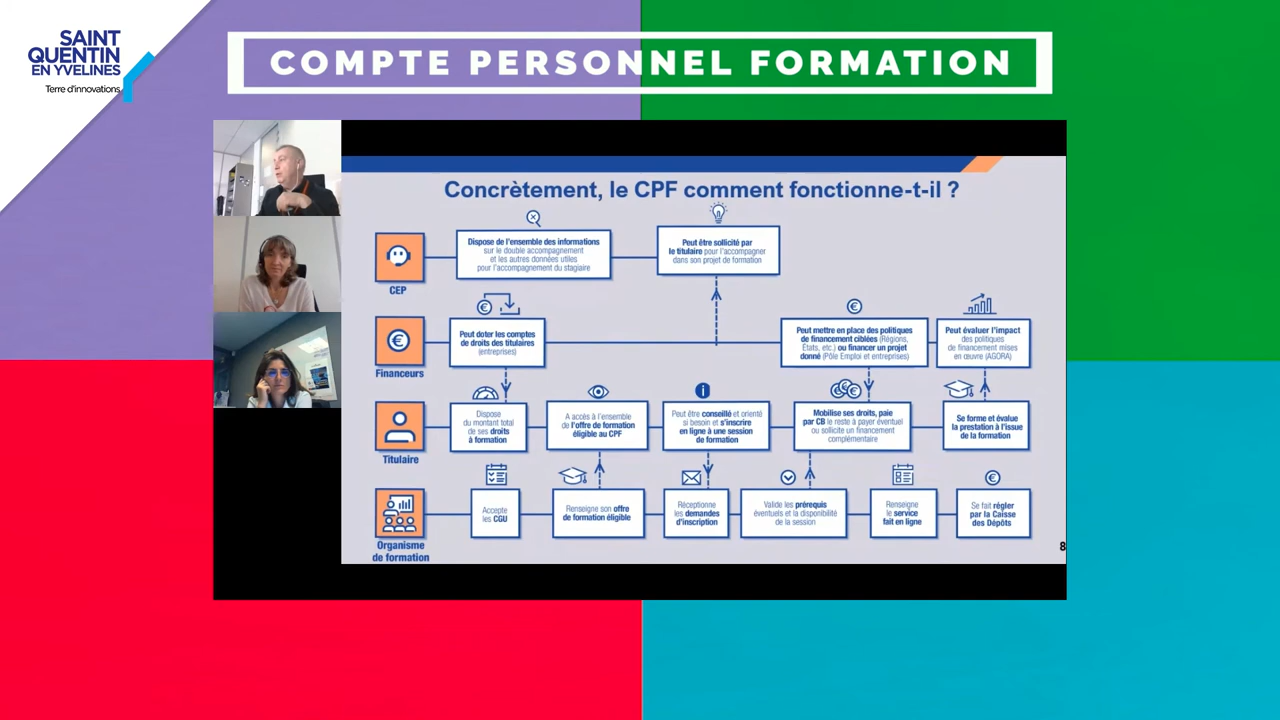 SAINT
QUENTIN
EN YVELINES
Terre d'innovations
COMPTE PERSONNEL FORMATION
Concrètement, le CPF comment fonctionne-t-il ?
CEP
Dispose de l'ensemble des informations
sur le double accompagnement
et les autres données utiles
pour l'accompagnement du stagiaire
Peut être sollicité par
le titulaire pour l'accompagner
dans son projet de formation
Financeurs
Peut doter les comptes
de droits des titulaires
(entreprises)
Peut mettre en place des politiques
de financement ciblées (Régions,
États, etc.) ou financer un projet
donné (Pôle Emploi et entreprises)
Peut évaluer l'impact
des politiques
de financement mises
en œuvre (AGORA)
Titulaire
Dispose
du montant total
de ses droits
à formation
A accès à l'ensemble
de l'offre de formation
éligible au CPF
Peut être conseillé et orienté
si besoin et s'inscrire
en ligne à une session
de formation
Mobilise ses droits, paie
par CB le reste à payer éventuel
ou sollicite un financement
complémentaire
Se forme et évalue
la prestation à l'issue
de la formation
Organisme
de formation
Accepte
les CGU
Renseigne son offre
de formation éligible
Réceptionne
les demandes
d'inscription
Valide les prérequis
éventuels et la disponibilité
de la session
Renseigne
le service
fait en ligne
Se fait régler
par la Caisse
des Dépôts
8